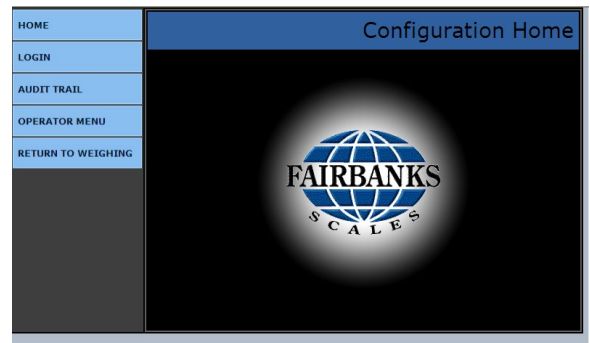 HOME
LOGIN
AUDIT TRAIL
OPERATOR MENU
RETURN TO WEIGHING
Configuration Home
FAIRBANKS
SCALES